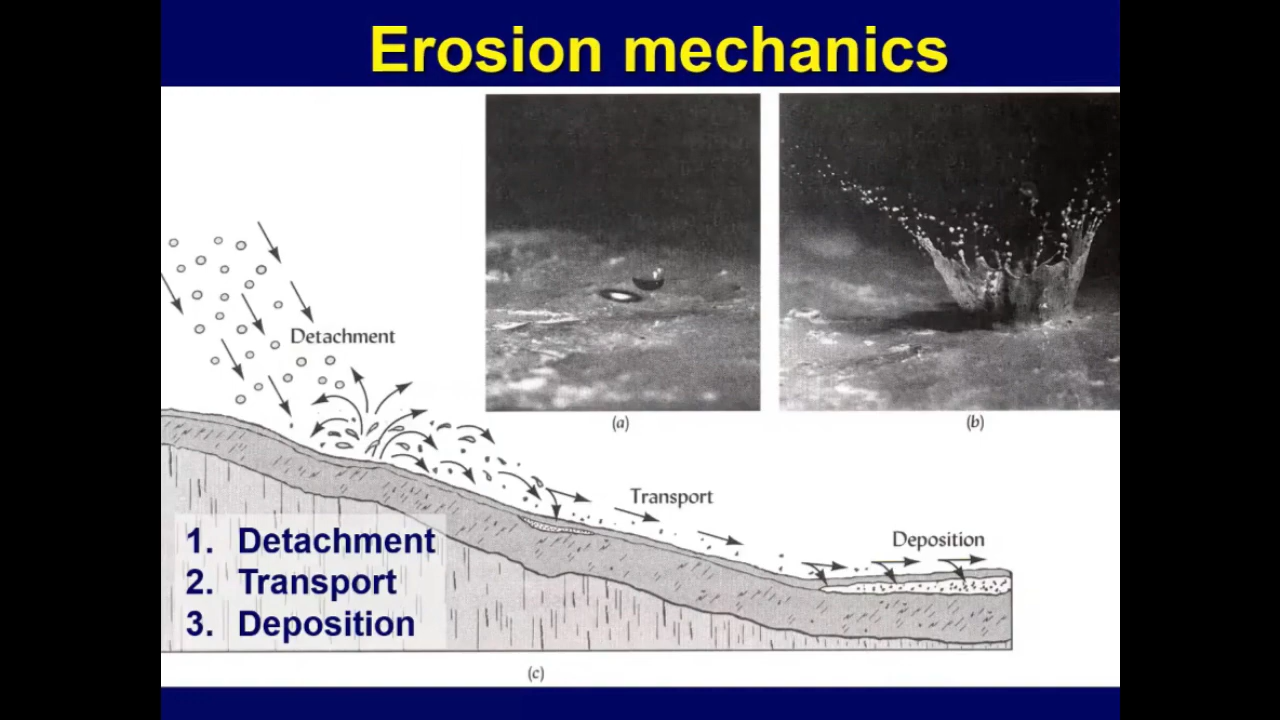 Erosion mechanics
Detachment
(a)
(b)
Transport
Deposition
1. Detachment
2. Transport
3. Deposition
(c)